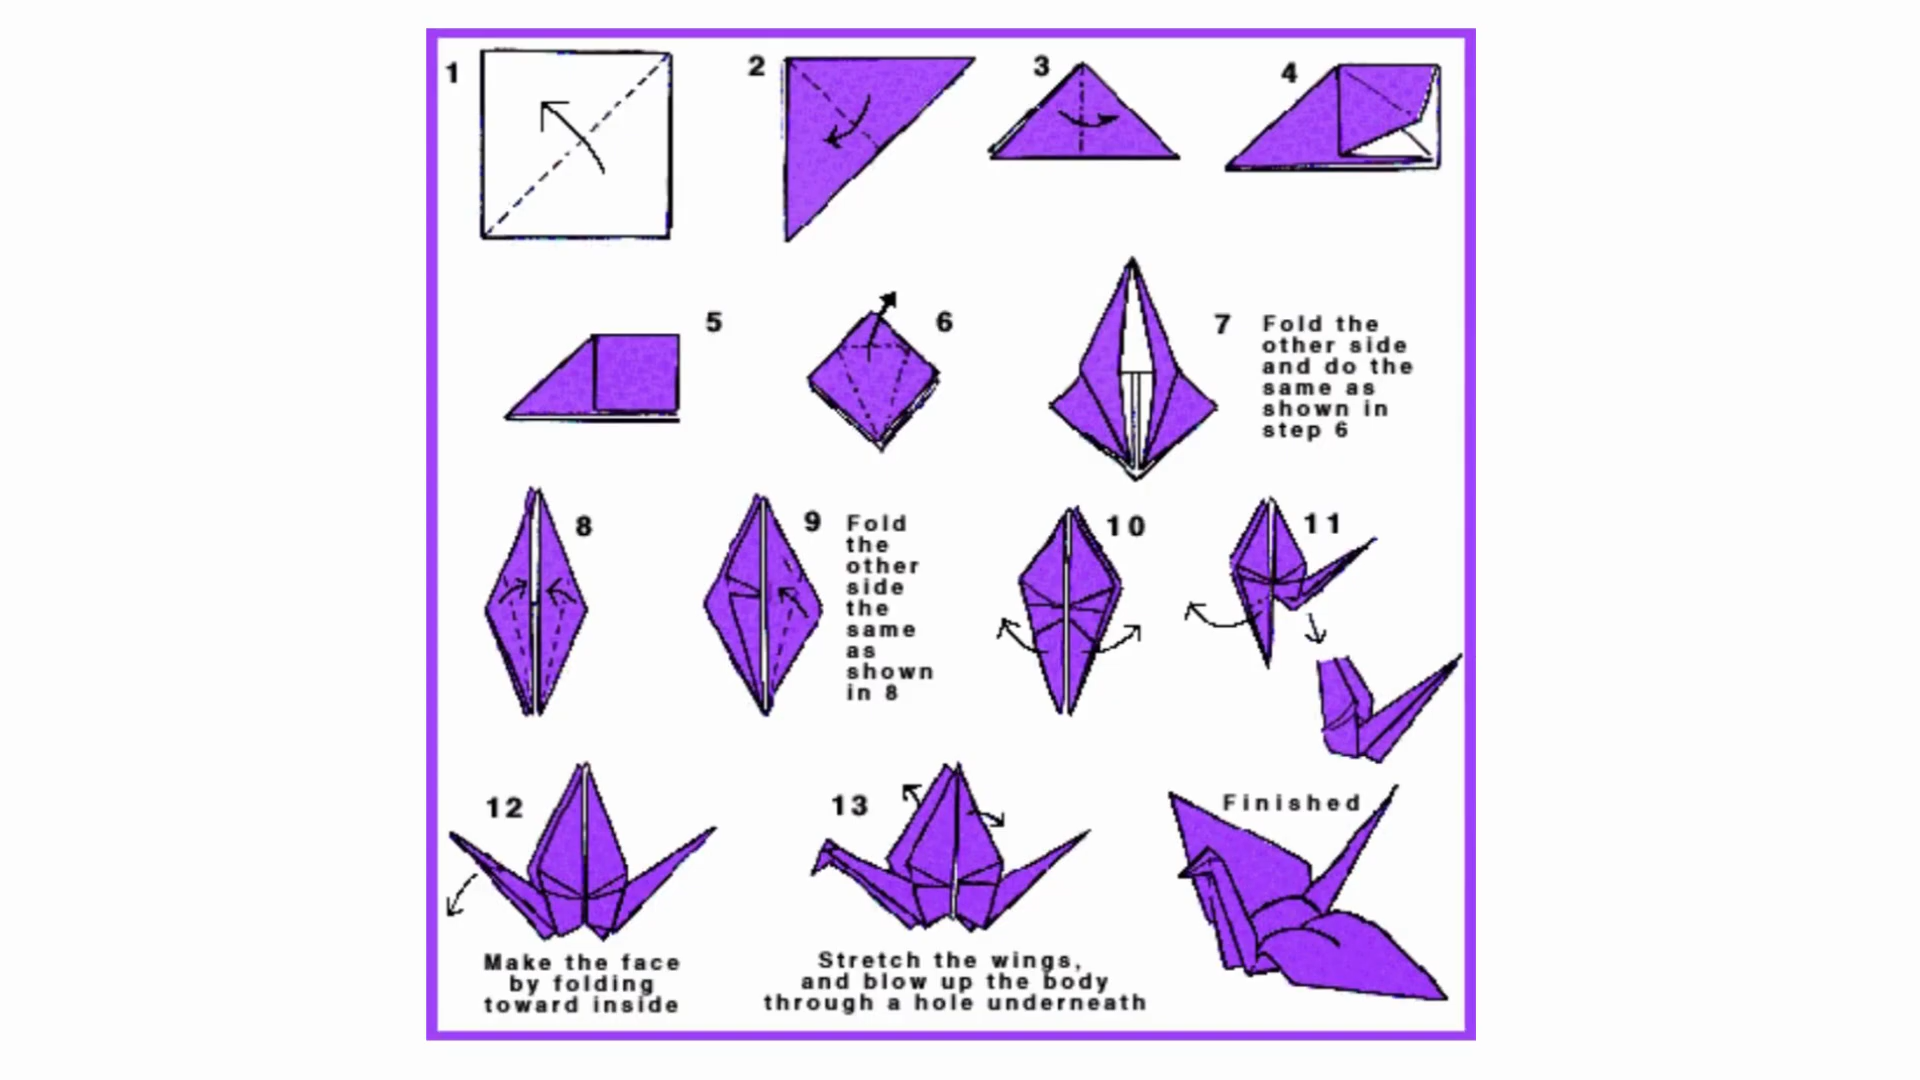 1
2
3
4
5
6
7
Fold the
other side
and do the
same as
shown in
step 6
8
9
Fold
the
other
side
the
same
as
shown
in 8
10
11
12
Make the face
by folding
toward inside
13
Stretch the wings,
and blow up the body
through a hole underneath
Finished